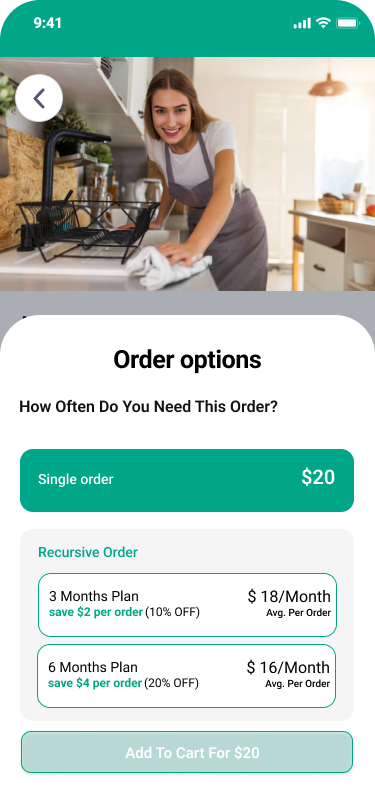 9:41
Order options
How Often Do You Need This Order?
Single order $20
Recursive Order
3 Months Plan $ 18/Month
save $2 per order (10% OFF) Avg. Per Order
6 Months Plan $ 16/Month
save $4 per order (20% OFF) Avg. Per Order
Add To Cart For $20